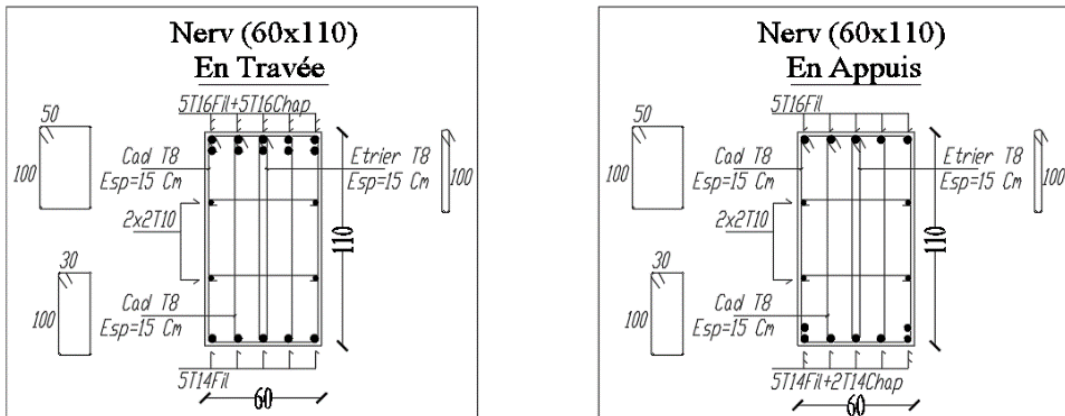 Nerv (60x110)
En Travée
5T16Fil+5T16Chap
50
100
Cad T8
Esp=15 Cm
Etrier T8
Esp=15 Cm
100
2x2T10
110
30
100
Cad T8
Esp=15 Cm
5T14Fil
60
Nerv (60x110)
En Appuis
5T16Fil
50
100
Cad T8
Esp=15 Cm
Etrier T8
Esp=15 Cm
100
2x2T10
110
30
100
Cad T8
Esp=15 Cm
5T14Fil+2T14Chap
60